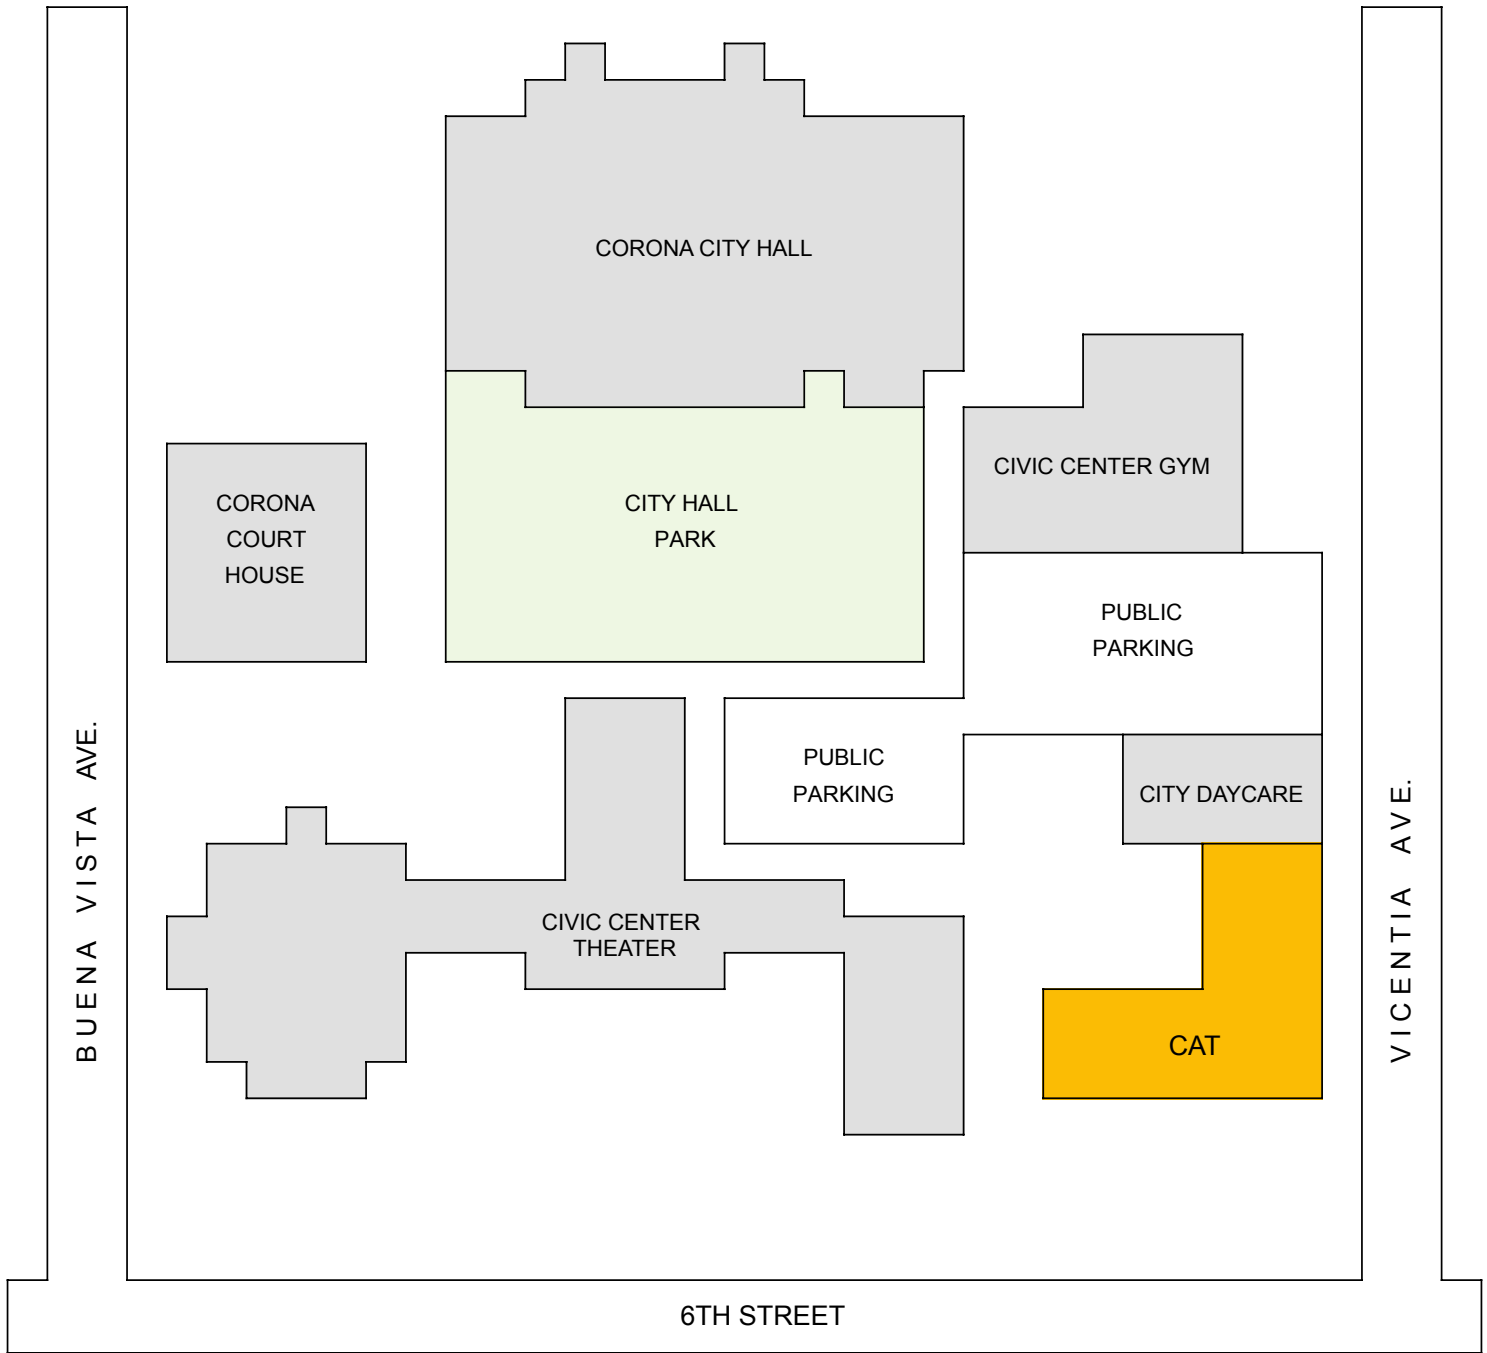 CORONA CITY HALL
CIVIC CENTER GYM
CORONA
COURT
HOUSE
CITY HALL
PARK
PUBLIC
PARKING
PUBLIC
PARKING
CITY DAYCARE
BUENA VISTA AVE.
VICENTIA AVE.
CIVIC CENTER
THEATER
CAT
6TH STREET